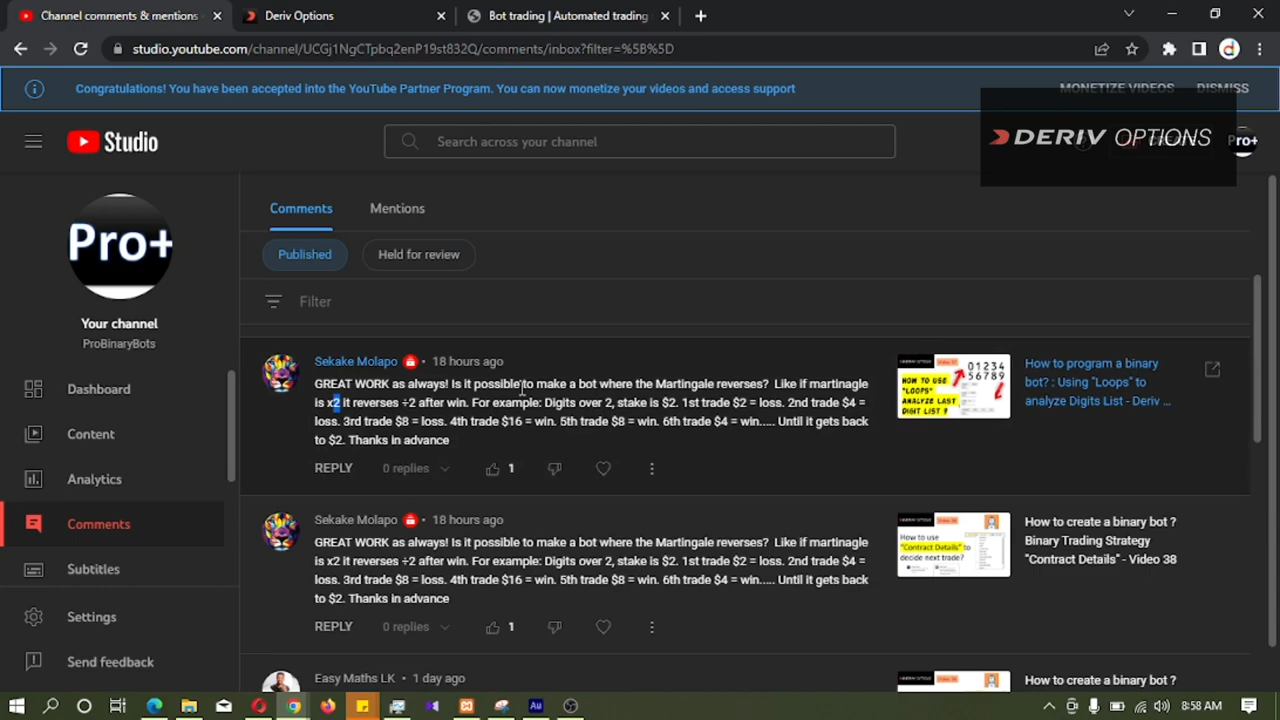 Channel comments & mentions
Deriv Options
Bot trading | Automated trading
studio.youtube.com/channel/UCGj1NgCTpbq2enP19st832Q/comments/inbox?filter=%5B%5D
Congratulations! You have been accepted into the YouTube Partner Program. You can now monetize your videos and access support
MONETIZE VIDEOS
DISMISS
Studio
Search across your channel
DERIV OPTIONS
Pro+
Pro+
Your channel
ProBinaryBots
Dashboard
Content
Analytics
Comments
Subtitles
Settings
Send feedback
Comments
Mentions
Published
Held for review
Filter
Sekake Molapo • 18 hours ago
GREAT WORK as always! Is it possible to make a bot where the Martingale reverses? Like if martinagle
is x2 it reverses ÷2 after win. For example: Digits over 2, stake is $2. 1st trade $2 = loss. 2nd trade $4 =
loss. 3rd trade $8 = loss. 4th trade $16 = win. 5th trade $8 = win. 6th trade $4 = win..... Until it gets back
to $2. Thanks in advance
REPLY
0 replies
1
HOW TO USE
"LOOPS"
ANALYZE LAST
DIGIT LIST ?
01234
56789
How to program a binary
bot? : Using "Loops" to
analyze Digits List - Deriv ...
Sekake Molapo • 18 hours ago
GREAT WORK as always! Is it possible to make a bot where the Martingale reverses? Like if martinagle
is x2 it reverses ÷2 after win. For example: Digits over 2, stake is $2. 1st trade $2 = loss. 2nd trade $4 =
loss. 3rd trade $8 = loss. 4th trade $16 = win. 5th trade $8 = win. 6th trade $4 = win..... Until it gets back
to $2. Thanks in advance
REPLY
0 replies
1
How to use
"Contract Details" to
decide next trade?
How to create a binary bot ?
Binary Trading Strategy
"Contract Details" - Video 38
Easy Maths LK • 1 day ago
How to create a binary bot ?
8:58 AM